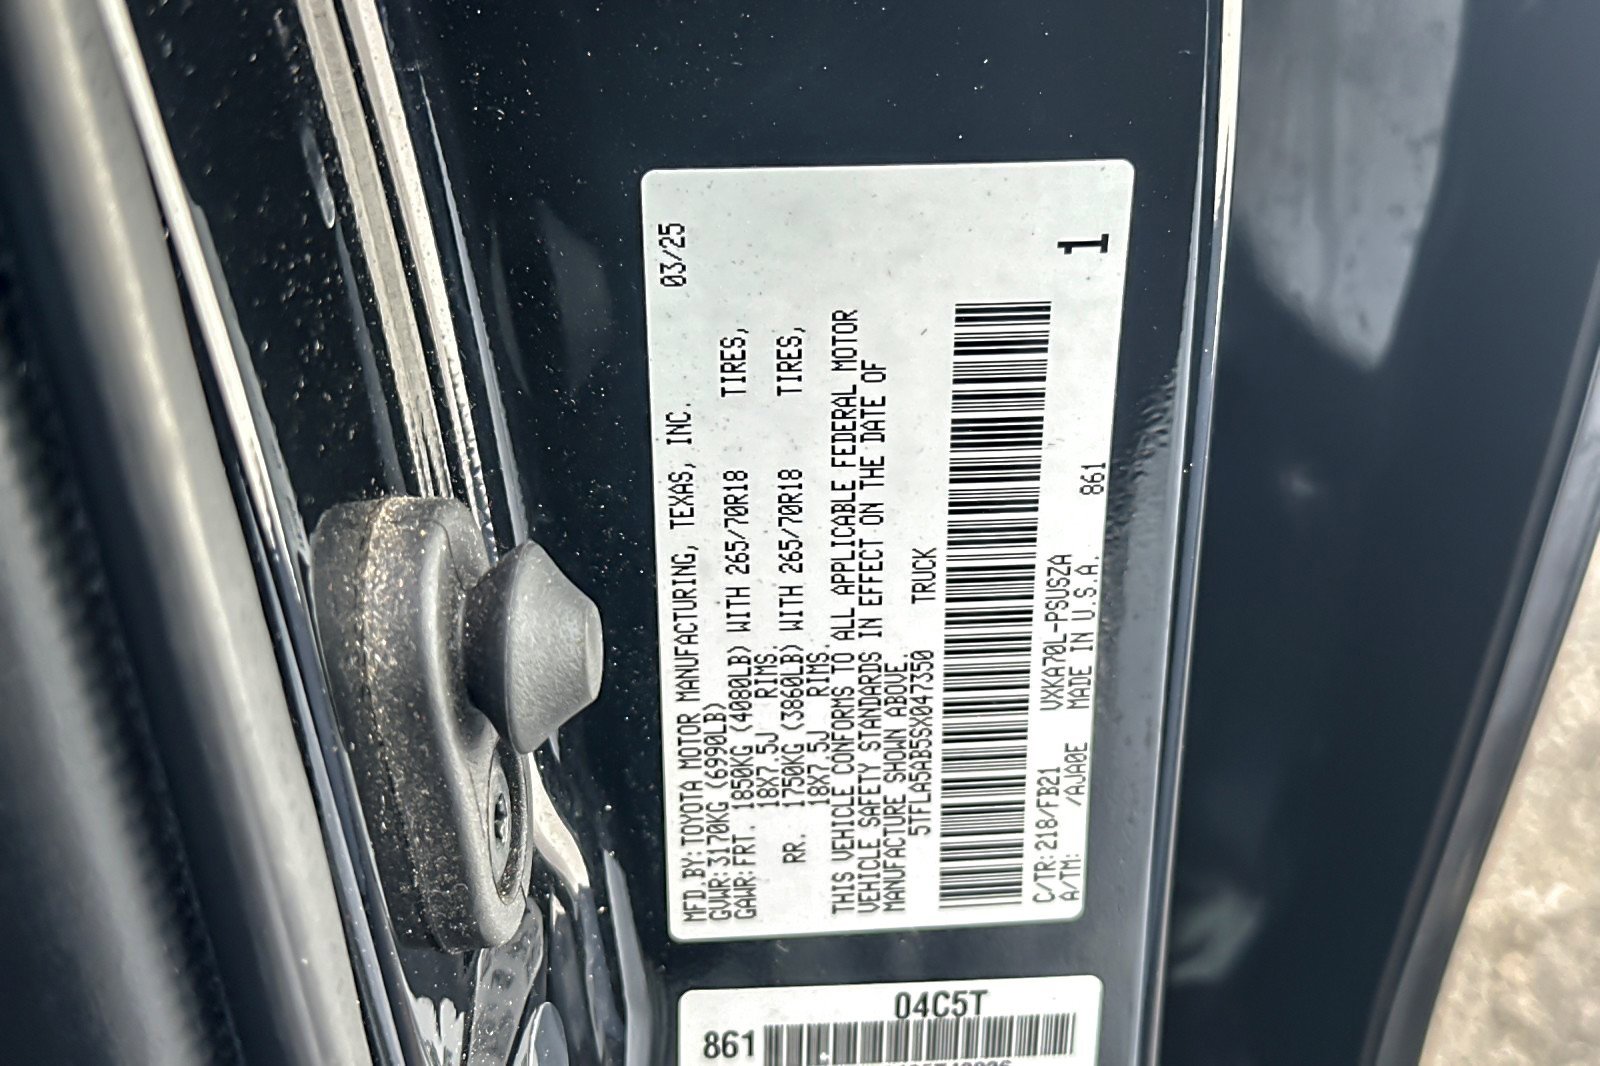 MFD BY:TOYOTA MOTOR MANUFACTURING, TEXAS, INC. 03/25
GVWR:3170KG (6990LB)
GAWR:FRT. 1850KG (4080LB) WITH 265/70R18 TIRES,
18X7.5J RIMS.
RR. 1750KG (3860LB) WITH 265/70R18 TIRES,
18X7.5J RIMS.
THIS VEHICLE CONFORMS TO ALL APPLICABLE FEDERAL MOTOR
VEHICLE SAFETY STANDARDS IN EFFECT ON THE DATE OF
MANUFACTURE SHOWN ABOVE.
5TFLA5AB5SX047350 TRUCK
C/TR:218/FB21 VXKA70L-PSUSZA 861
A/TM: /AJA0E MADE IN U.S.A.
1
04C5T
861